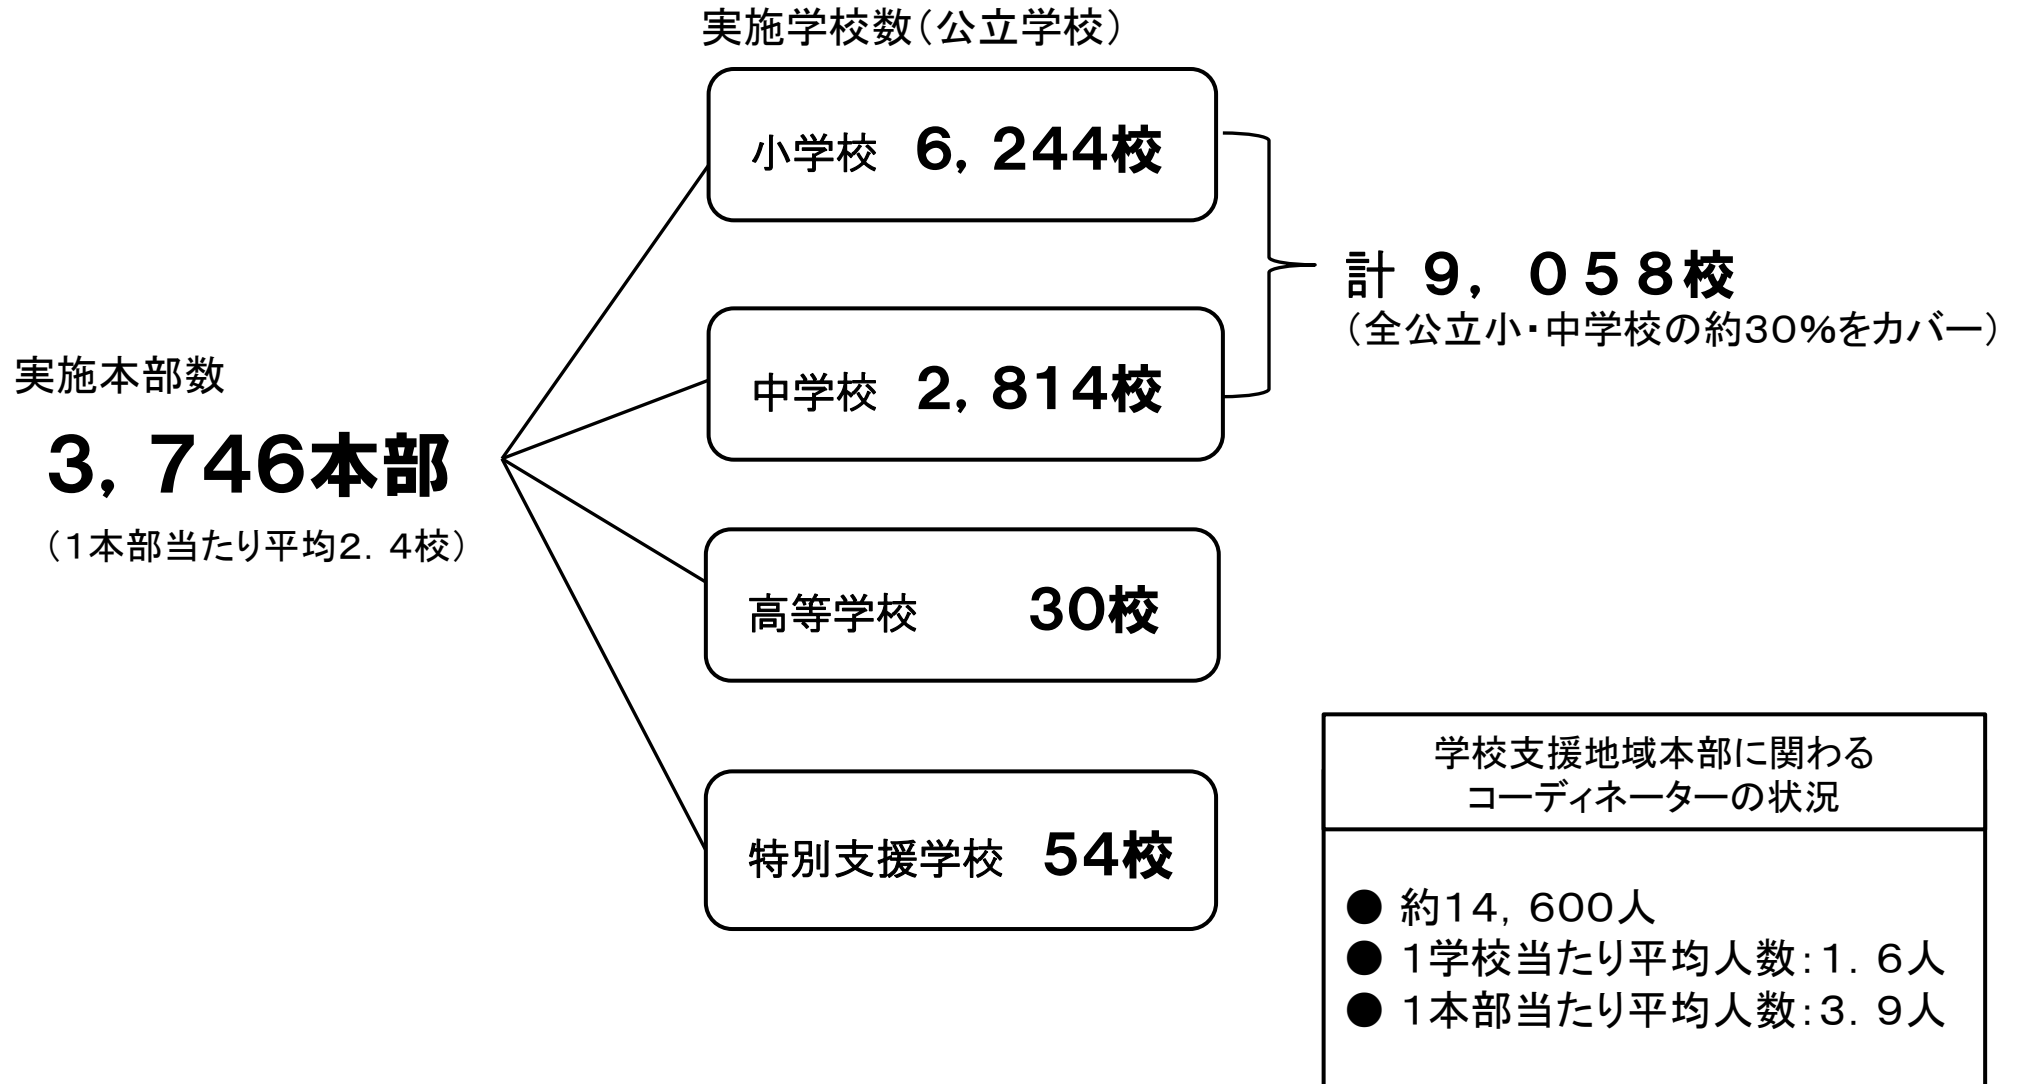 実施学校数（公立学校）
小学校　６，２４４校
中学校　２，８１４校
計 ９，０５８校
（全公立小・中学校の約３０％をカバー）
実施本部数
３，７４６本部
（１本部当たり平均２．４校）
高等学校　３０校
特別支援学校　５４校
学校支援地域本部に関わる
コーディネーターの状況
● 約１４，６００人
● １学校当たり平均人数：１．６人
● １本部当たり平均人数：３．９人